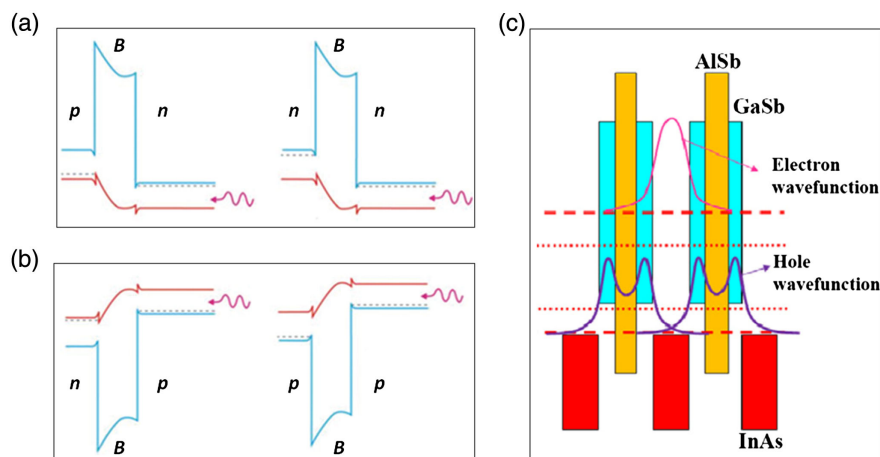 (a)
B
B
p
n
n
n
(b)
n
p
p
p
B
B
(c)
AlSb
GaSb
Electron
wavefunction
Hole
wavefunction
InAs